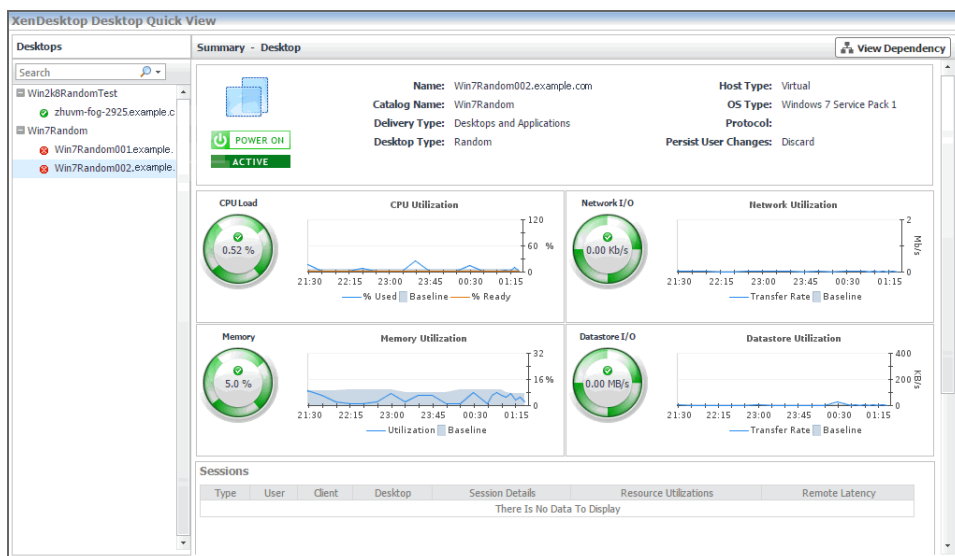 XenDesktop Desktop Quick View
Desktops
Search
Win2k8RandomTest
zhuvm-fog-2925.example.c
Win7Random
Win7Random001.example.
Win7Random002.example.
Summary - Desktop
View Dependency
POWER ON
ACTIVE
Name: Win7Random002.example.com
Catalog Name: Win7Random
Delivery Type: Desktops and Applications
Desktop Type: Random
Host Type: Virtual
OS Type: Windows 7 Service Pack 1
Protocol:
Persist User Changes: Discard
CPU Load
0.52 %
CPU Utilization
120
60 %
0
21:30 22:15 23:00 23:45 00:30 01:15
% Used Baseline % Ready
Network I/O
0.00 Kb/s
Network Utilization
2
Mb/s
0
21:30 22:15 23:00 23:45 00:30 01:15
Transfer Rate Baseline
Memory
5.0 %
Memory Utilization
32
16 %
0
21:30 22:15 23:00 23:45 00:30 01:15
Utilization Baseline
Datastore I/O
0.00 MB/s
Datastore Utilization
400
200 KB/s
0
21:30 22:15 23:00 23:45 00:30 01:15
Transfer Rate Baseline
Sessions
Type User Client Desktop Session Details Resource Utilizations Remote Latency
There Is No Data To Display